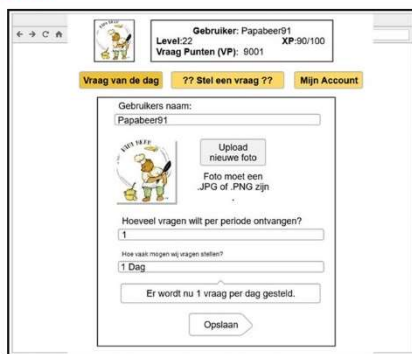 Gebruiker: Papabeer91
Level:22 XP:90/100
Vraag Punten (VP): 9001
Vraag van de dag
?? Stel een vraag ??
Mijn Account
Gebruikers naam:
Papabeer91
Upload
nieuwe foto
Foto moet een
.JPG of .PNG zijn
.
Hoeveel vragen wilt per periode ontvangen?
1
Hoe vaak mogen wij vragen stellen?
1 Dag
Er wordt nu 1 vraag per dag gesteld.
Opslaan